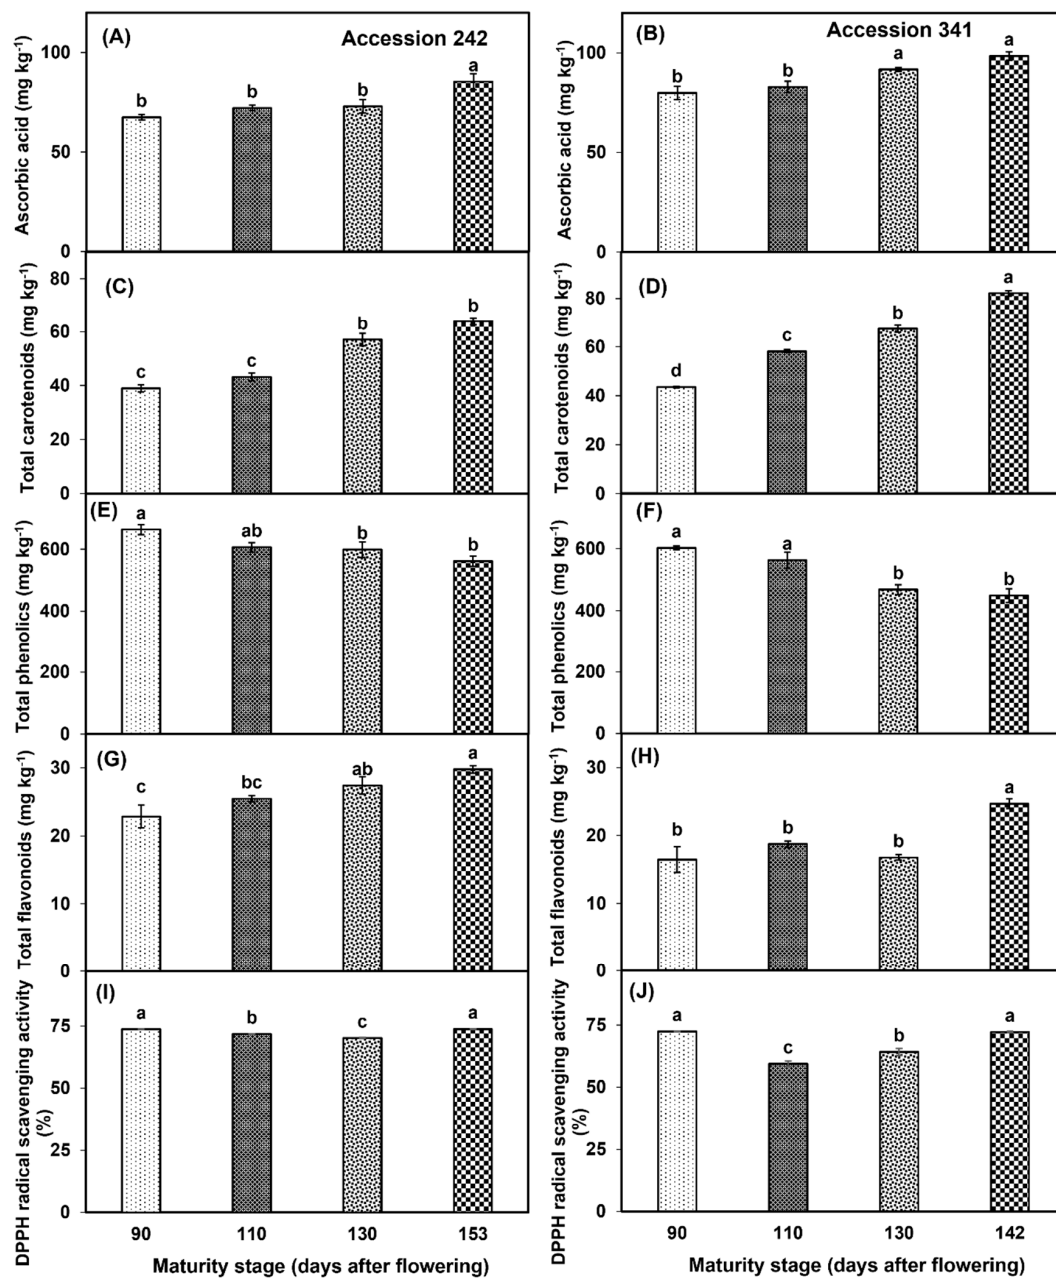 (A) Accession 242
Ascorbic acid (mg kg-1)
100
50
0
b b b a
(B) Accession 341
Ascorbic acid (mg kg-1)
100
50
0
b b a a
(C)
Total carotenoids (mg kg-1)
80
60
40
20
0
c c b b
(D)
Total carotenoids (mg kg-1)
80
60
40
20
0
d c b a
(E)
Total phenolics (mg kg-1)
600
400
200
0
a ab b b
(F)
Total phenolics (mg kg-1)
600
400
200
0
a a b b
(G)
Total flavonoids (mg kg-1)
30
20
10
0
c bc ab a
(H)
Total flavonoids (mg kg-1)
30
20
10
0
b b b a
(I)
DPPH radical scavenging activity
(%)
75
50
25
0
a b c a
90 110 130 153
Maturity stage (days after flowering)
(J)
DPPH radical scavenging activity
(%)
75
50
25
0
a c b a
90 110 130 142
Maturity stage (days after flowering)